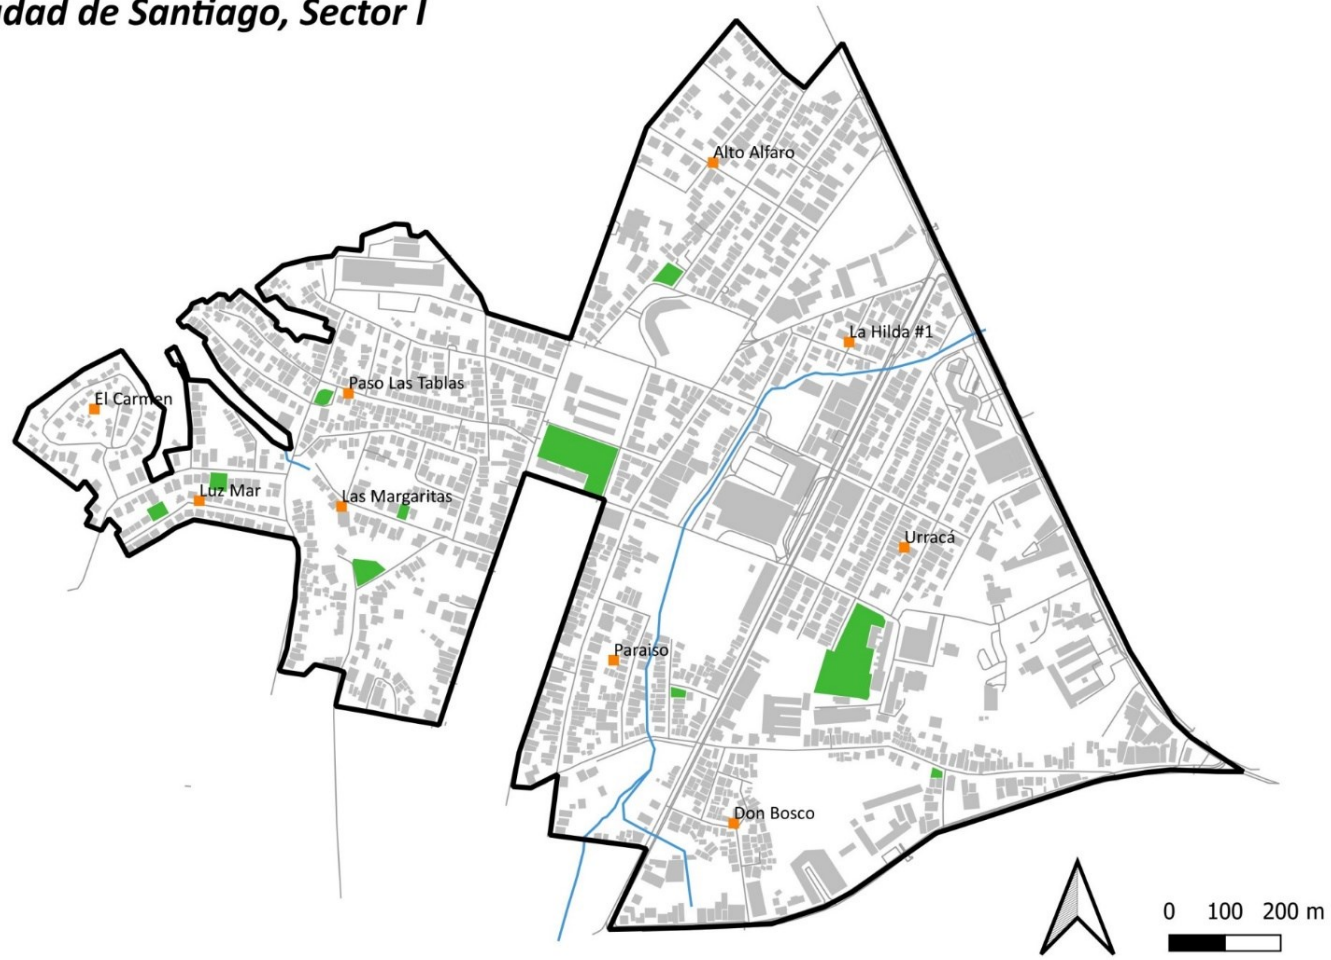 dad de Santiago, Sector I
Alto Alfaro
La Hilda #1
Paso Las Tablas
El Carmen
Luz Mar
Las Margaritas
Urracá
Paraiso
Don Bosco
0 100 200 m